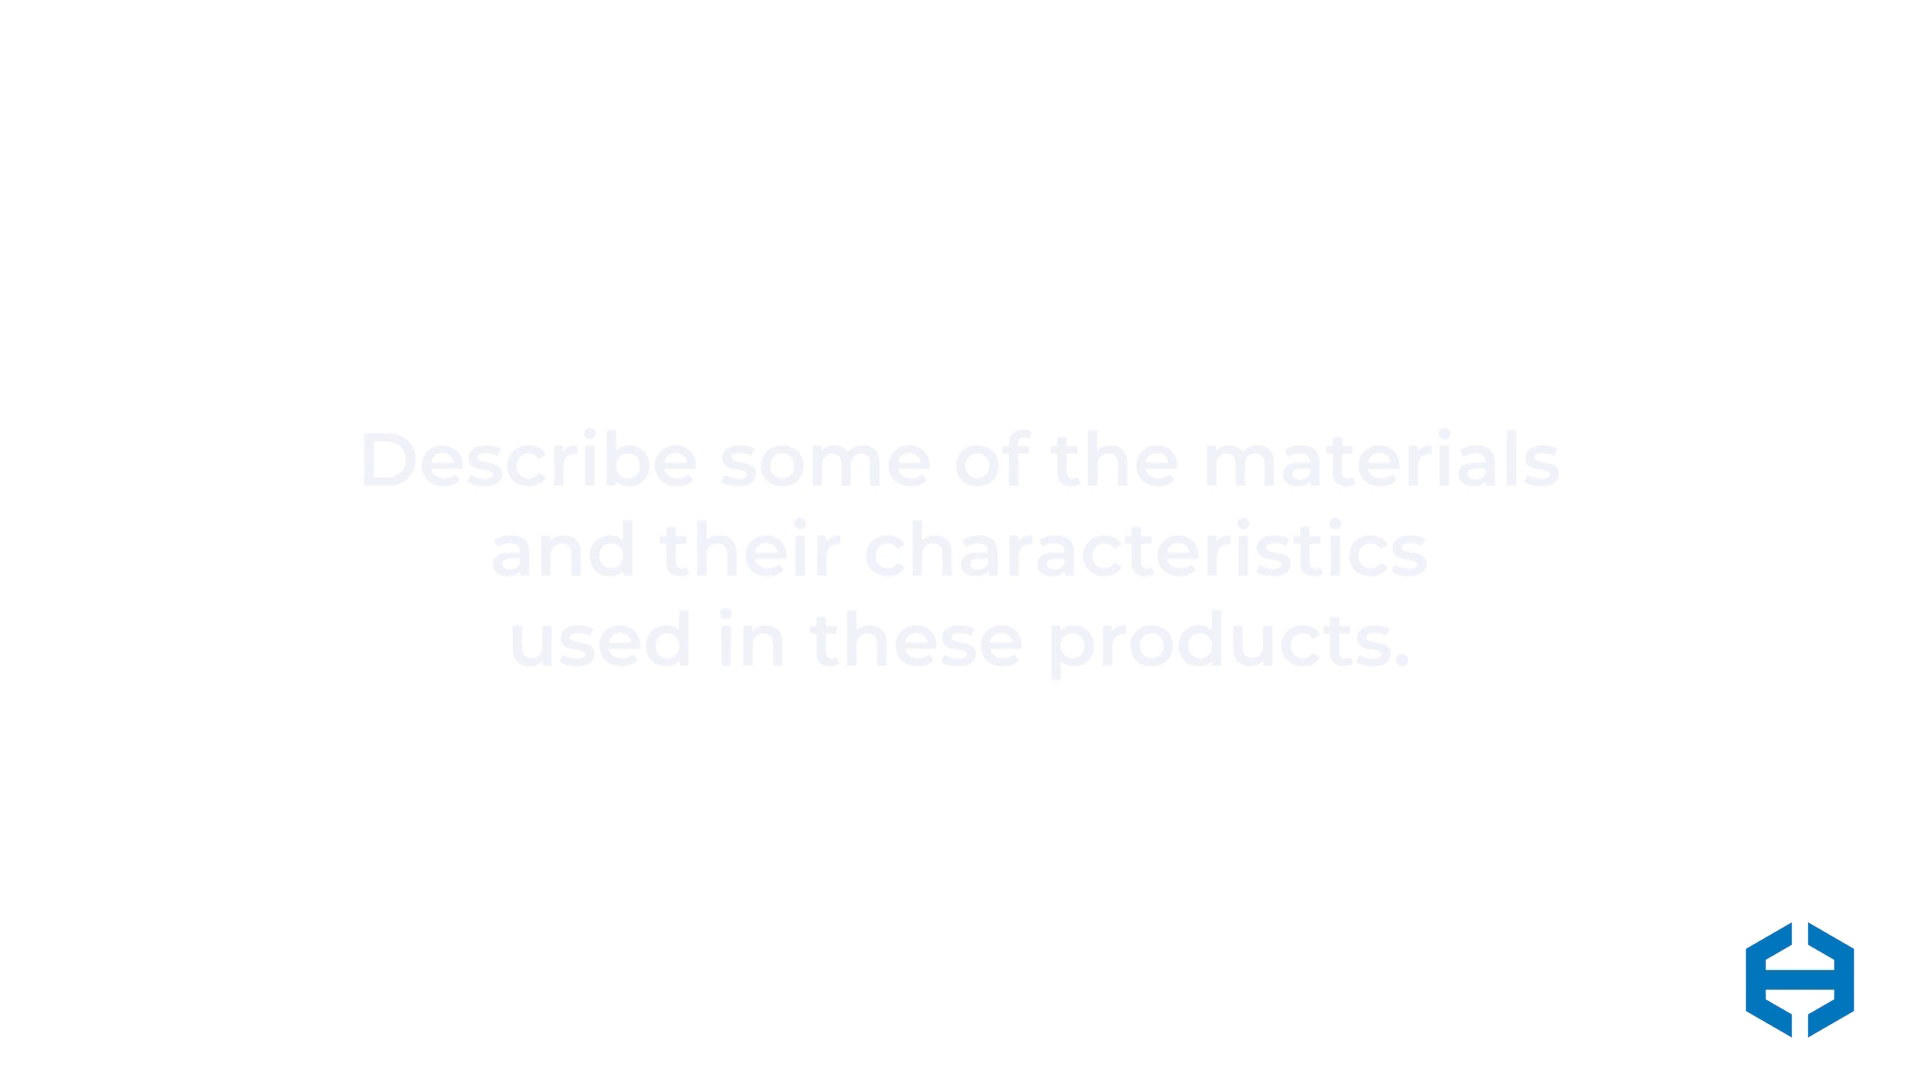 Describe some of the materials
and their characteristics
used in these products.